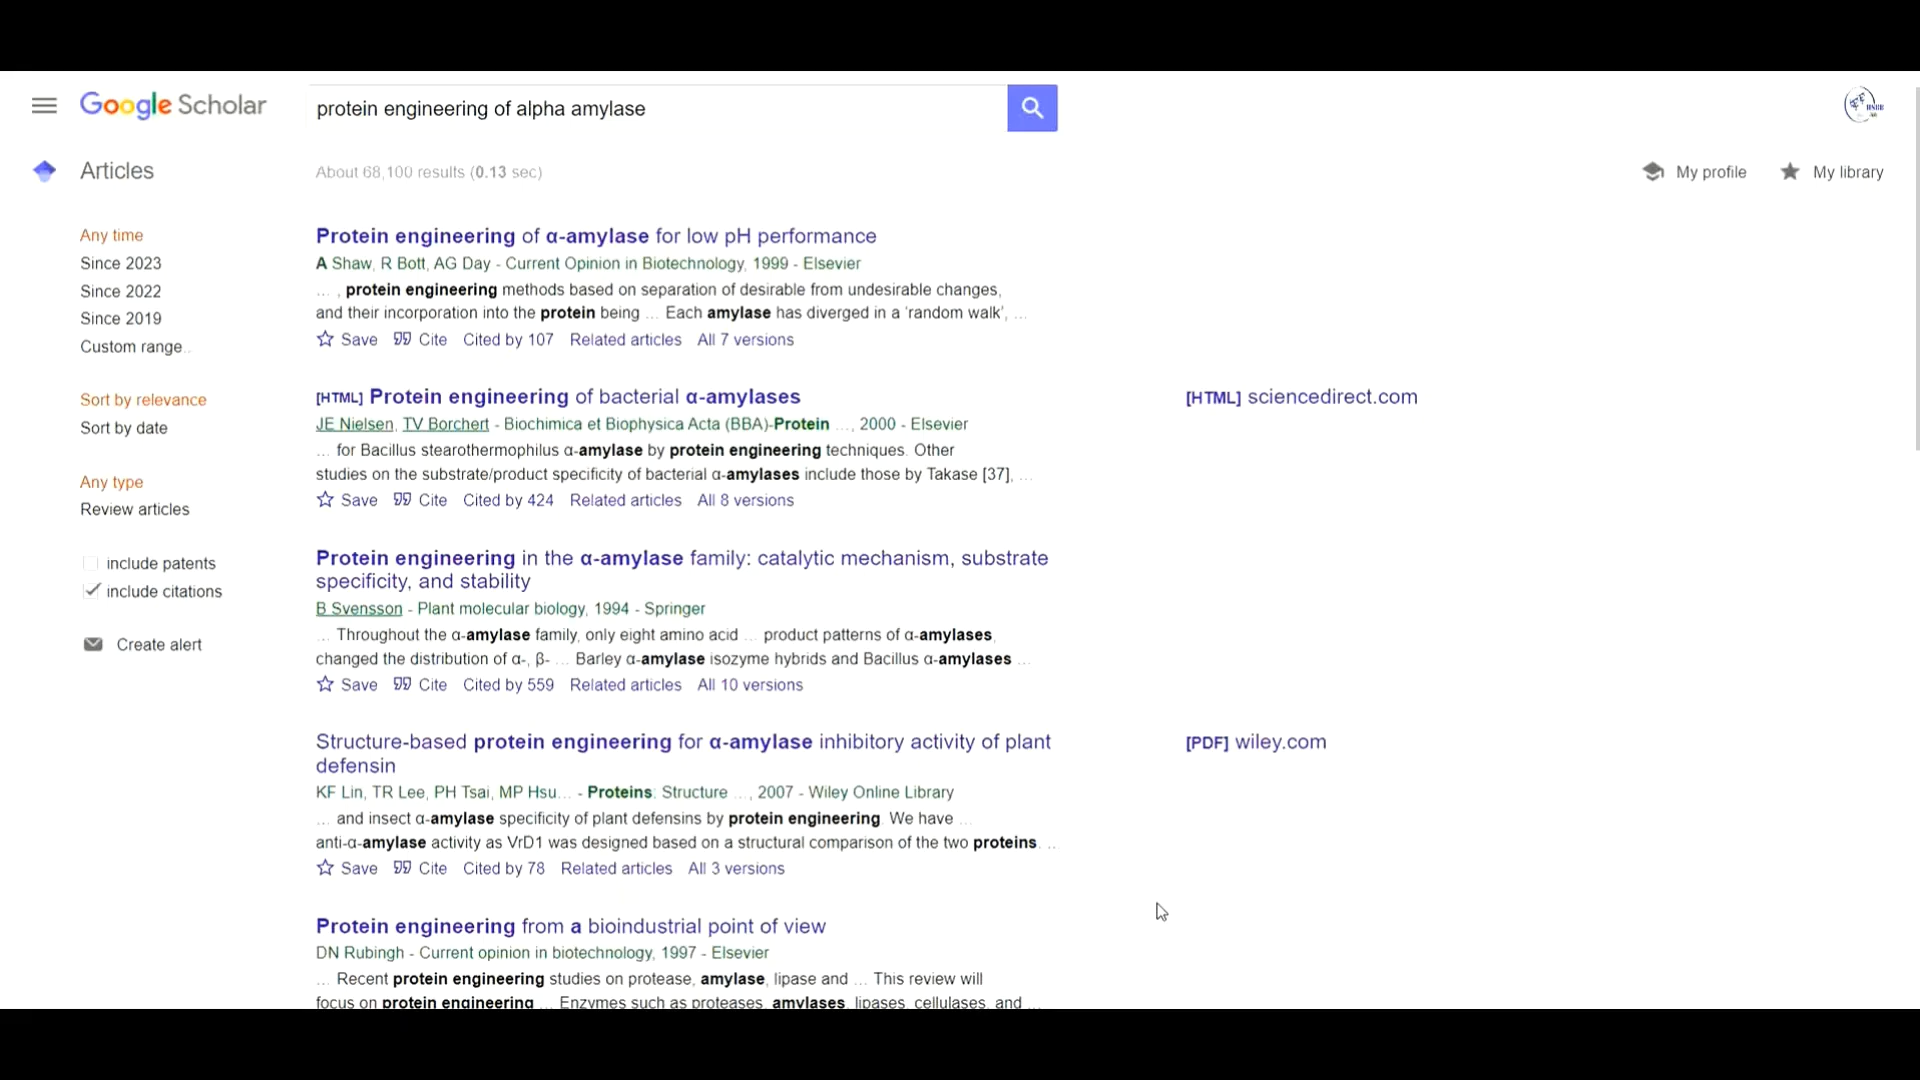 Google Scholar
protein engineering of alpha amylase
Articles
About 68,100 results (0.13 sec)
My profile
My library
Any time
Since 2023
Since 2022
Since 2019
Custom range...
Sort by relevance
Sort by date
Any type
Review articles
include patents
include citations
Create alert
Protein engineering of α-amylase for low pH performance
A Shaw, R Bott, AG Day - Current Opinion in Biotechnology, 1999 - Elsevier
… , protein engineering methods based on separation of desirable from undesirable changes,
and their incorporation into the protein being … Each amylase has diverged in a 'random walk', …
Save Cite Cited by 107 Related articles All 7 versions
[HTML] Protein engineering of bacterial α-amylases
[HTML] sciencedirect.com
JE Nielsen, TV Borchert - Biochimica et Biophysica Acta (BBA)-Protein …, 2000 - Elsevier
… for Bacillus stearothermophilus α-amylase by protein engineering techniques. Other
studies on the substrate/product specificity of bacterial α-amylases include those by Takase [37], …
Save Cite Cited by 424 Related articles All 8 versions
Protein engineering in the α-amylase family: catalytic mechanism, substrate
specificity, and stability
B Svensson - Plant molecular biology, 1994 - Springer
… Throughout the α-amylase family, only eight amino acid … product patterns of α-amylases,
changed the distribution of α-, β- … Barley α-amylase isozyme hybrids and Bacillus α-amylases …
Save Cite Cited by 559 Related articles All 10 versions
Structure-based protein engineering for α-amylase inhibitory activity of plant
defensin
[PDF] wiley.com
KF Lin, TR Lee, PH Tsai, MP Hsu… - Proteins: Structure …, 2007 - Wiley Online Library
… and insect α-amylase specificity of plant defensins by protein engineering. We have …
anti-α-amylase activity as VrD1 was designed based on a structural comparison of the two proteins. …
Save Cite Cited by 78 Related articles All 3 versions
Protein engineering from a bioindustrial point of view
DN Rubingh - Current opinion in biotechnology, 1997 - Elsevier
… Recent protein engineering studies on protease, amylase, lipase and … This review will
focus on protein engineering … Enzymes such as proteases, amylases, lipases, cellulases, and …